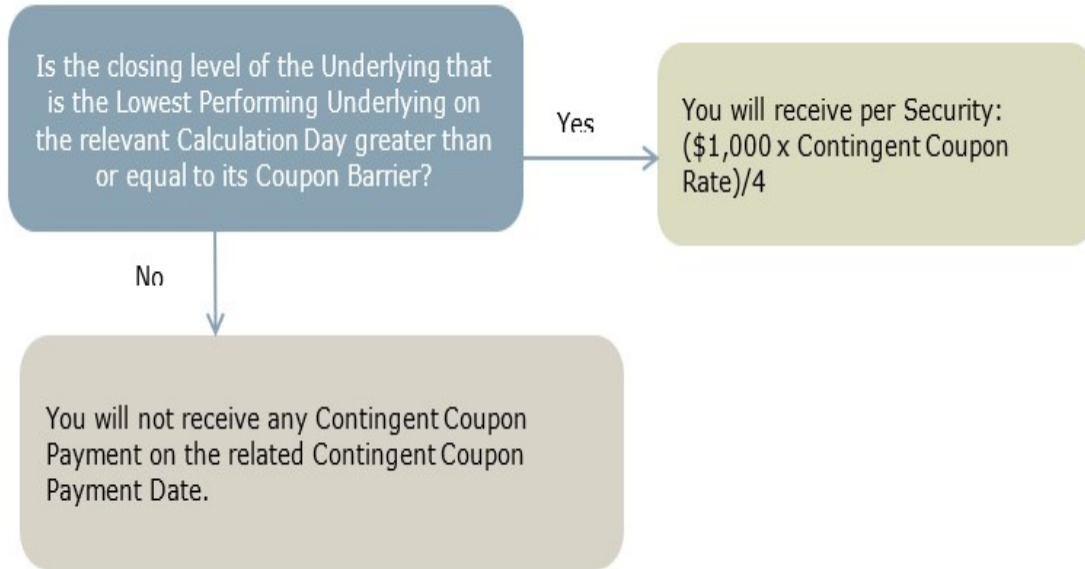 Is the closing level of the Underlying that
is the Lowest Performing Underlying on
the relevant Calculation Day greater than
or equal to its Coupon Barrier?
Yes
You will receive per Security:
($1,000 x Contingent Coupon
Rate)/4
No
You will not receive any Contingent Coupon
Payment on the related Contingent Coupon
Payment Date.